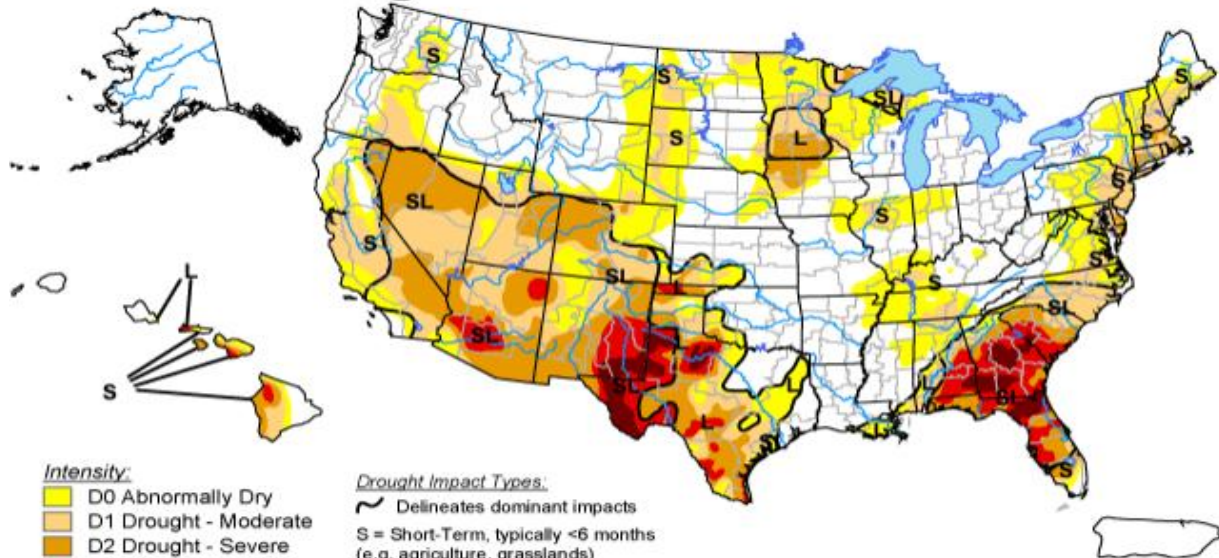 S
S
S
L
SL
S
L
S
S
SL
S
S
S
L
SL
S
S
L
SL
SL
L
SL
L
L
SL
S
L
L
S
S
Intensity:
D0 Abnormally Dry
D1 Drought - Moderate
D2 Drought - Severe
Drought Impact Types:
Delineates dominant impacts
S = Short-Term, typically <6 months
(e.g. agriculture, grasslands)